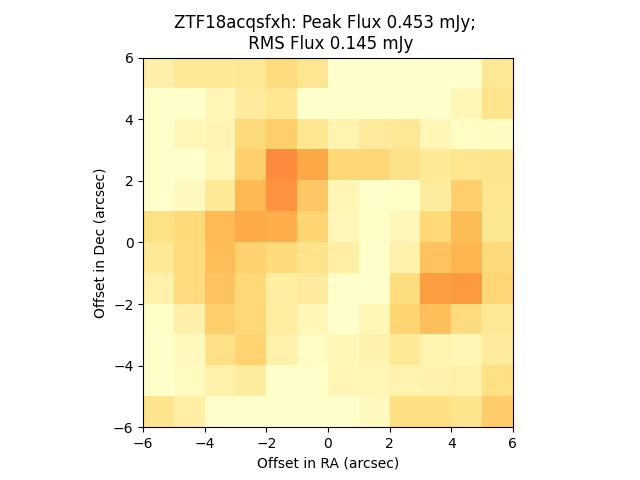 ZTF18acqsfxh: Peak Flux 0.453 mJy;
RMS Flux 0.145 mJy
6
4
2
0
−2
−4
−6
Offset in Dec (arcsec)
−6 −4 −2 0 2 4 6
Offset in RA (arcsec)